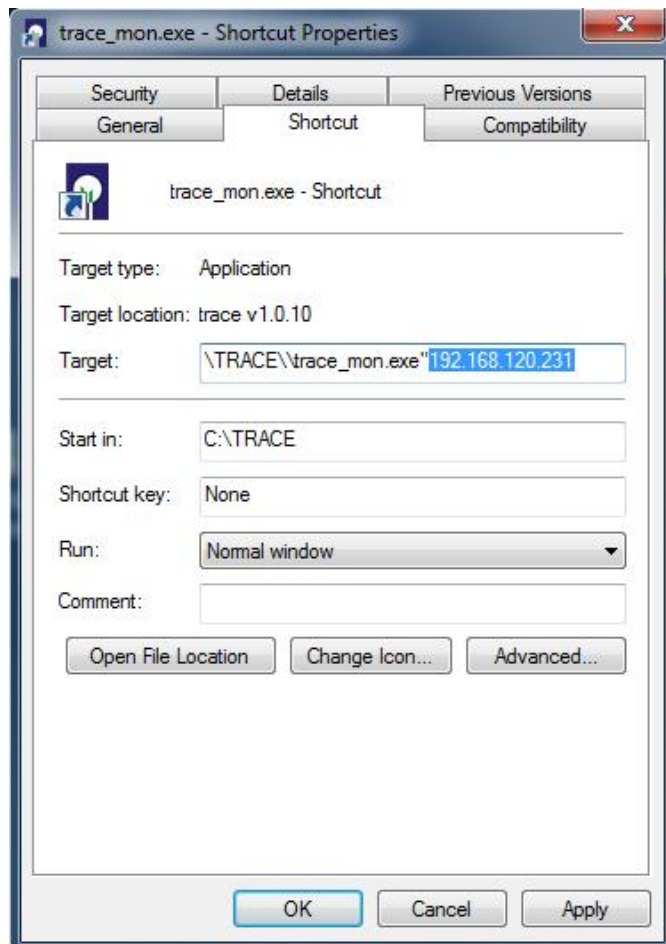 trace_mon.exe - Shortcut Properties
Security Details Previous Versions
General Shortcut Compatibility
trace_mon.exe - Shortcut
Target type: Application
Target location: trace v1.0.10
Target: \TRACE\\trace_mon.exe"192.168.120.231
Start in: C:\TRACE
Shortcut key: None
Run: Normal window
Comment:
Open File Location Change Icon... Advanced...
OK Cancel Apply